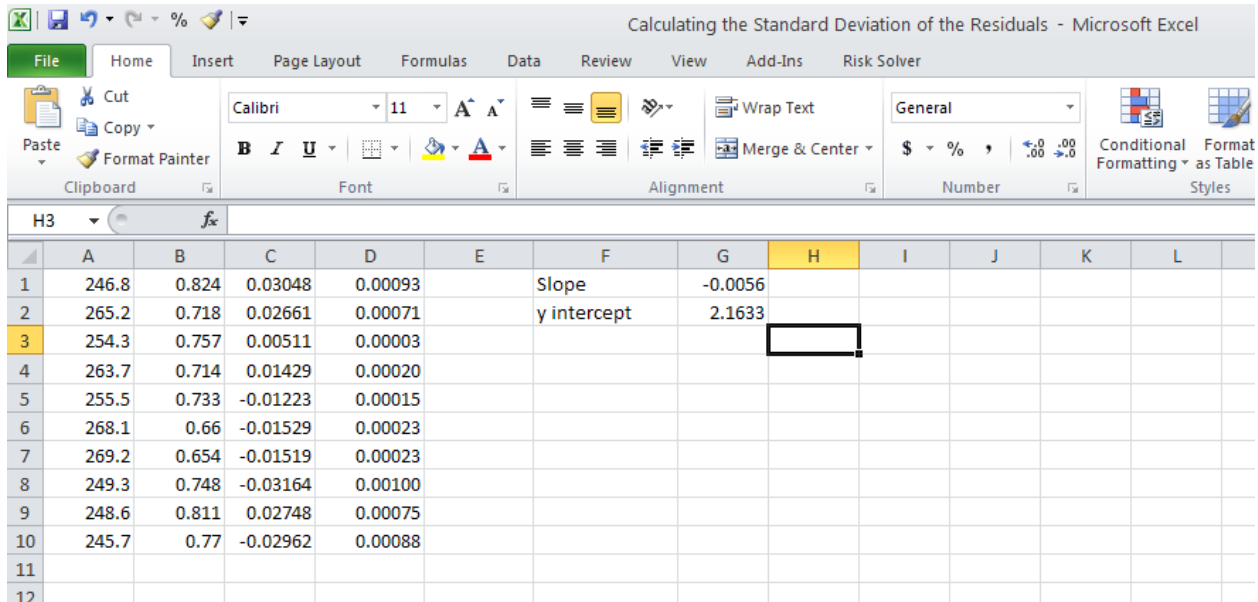 % 
Calculating the Standard Deviation of the Residuals - Microsoft Excel
File Home Insert Page Layout Formulas Data Review View Add-Ins Risk Solver
Paste
Cut
Copy
Format Painter
Clipboard
Calibri 11 A A
B I U A
Font
Wrap Text
Merge & Center
Alignment
General
$ % , .00 .0 .00 .0
Number
Conditional Formatting
Format as Table
Styles
H3 fx
A B C D E F G H I J K L
1 246.8 0.824 0.03048 0.00093 Slope -0.0056
2 265.2 0.718 0.02661 0.00071 y intercept 2.1633
3 254.3 0.757 0.00511 0.00003
4 263.7 0.714 0.01429 0.00020
5 255.5 0.733 -0.01223 0.00015
6 268.1 0.66 -0.01529 0.00023
7 269.2 0.654 -0.01519 0.00023
8 249.3 0.748 -0.03164 0.00100
9 248.6 0.811 0.02748 0.00075
10 245.7 0.77 -0.02962 0.00088
11
12